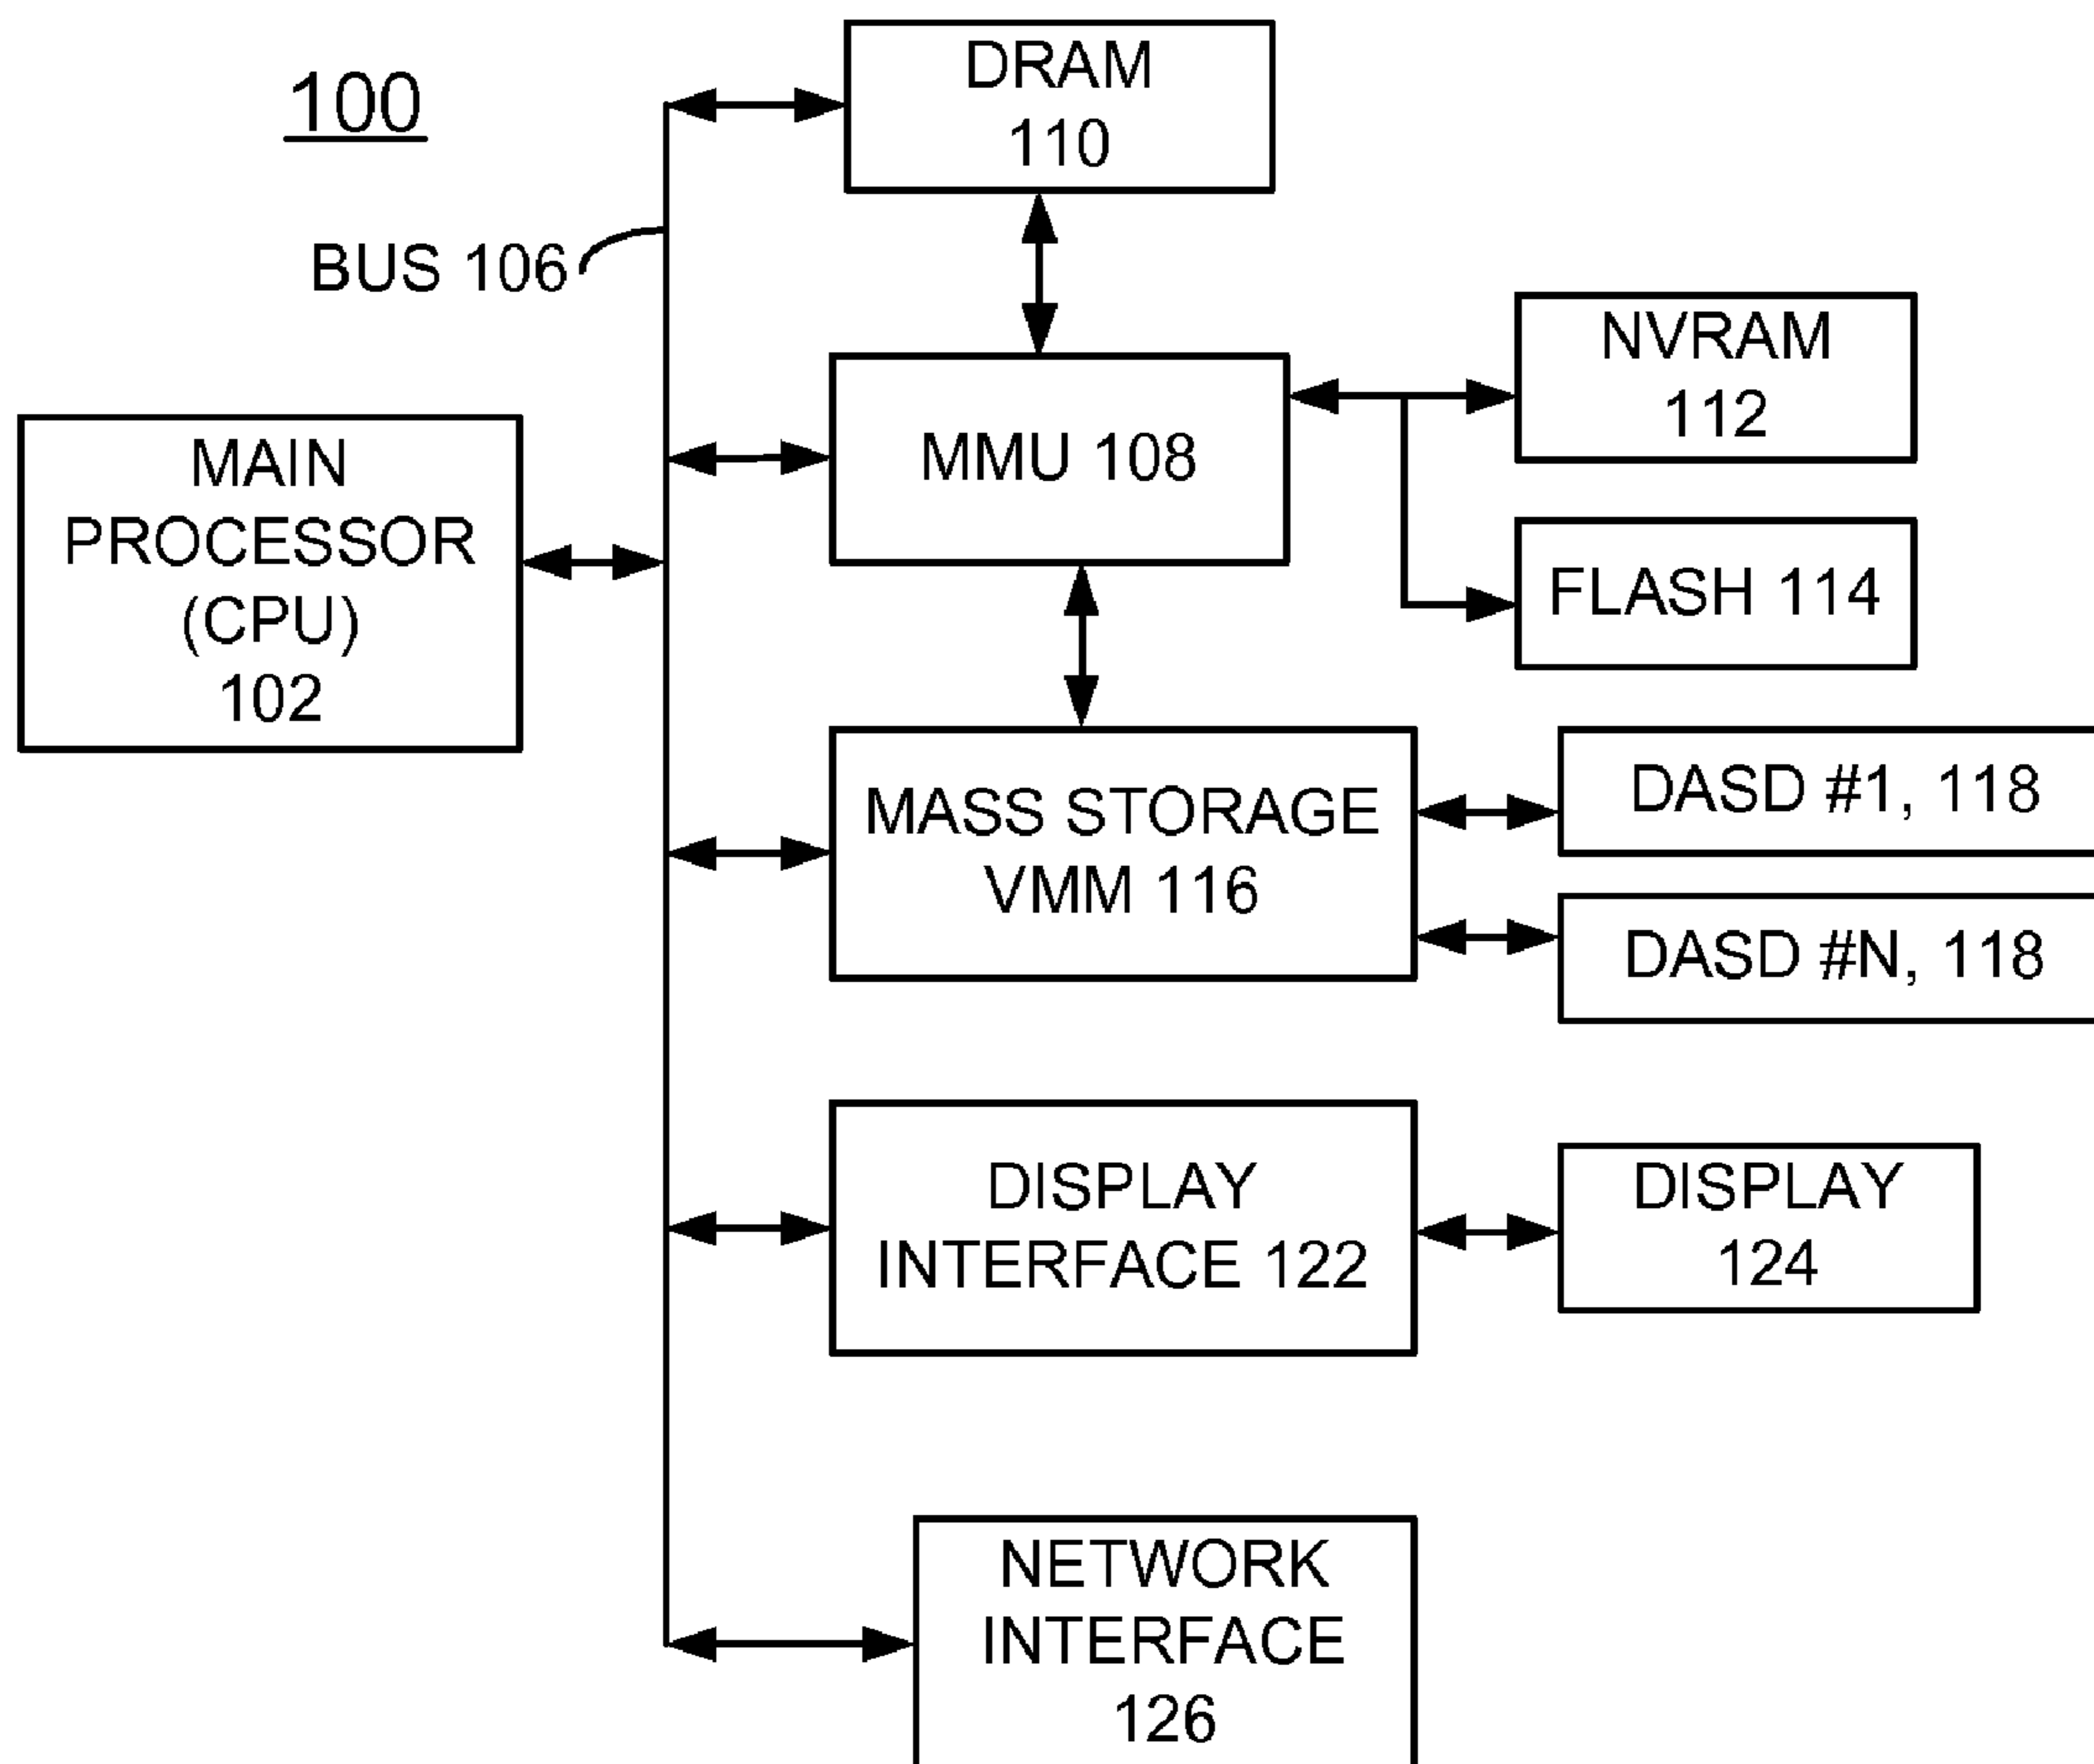 100
DRAM
110
BUS 106
NVRAM
112
MAIN
PROCESSOR
(CPU)
102
MMU 108
FLASH 114
MASS STORAGE
VMM 116
DASD #1, 118
DASD #N, 118
DISPLAY
INTERFACE 122
DISPLAY
124
NETWORK
INTERFACE
126